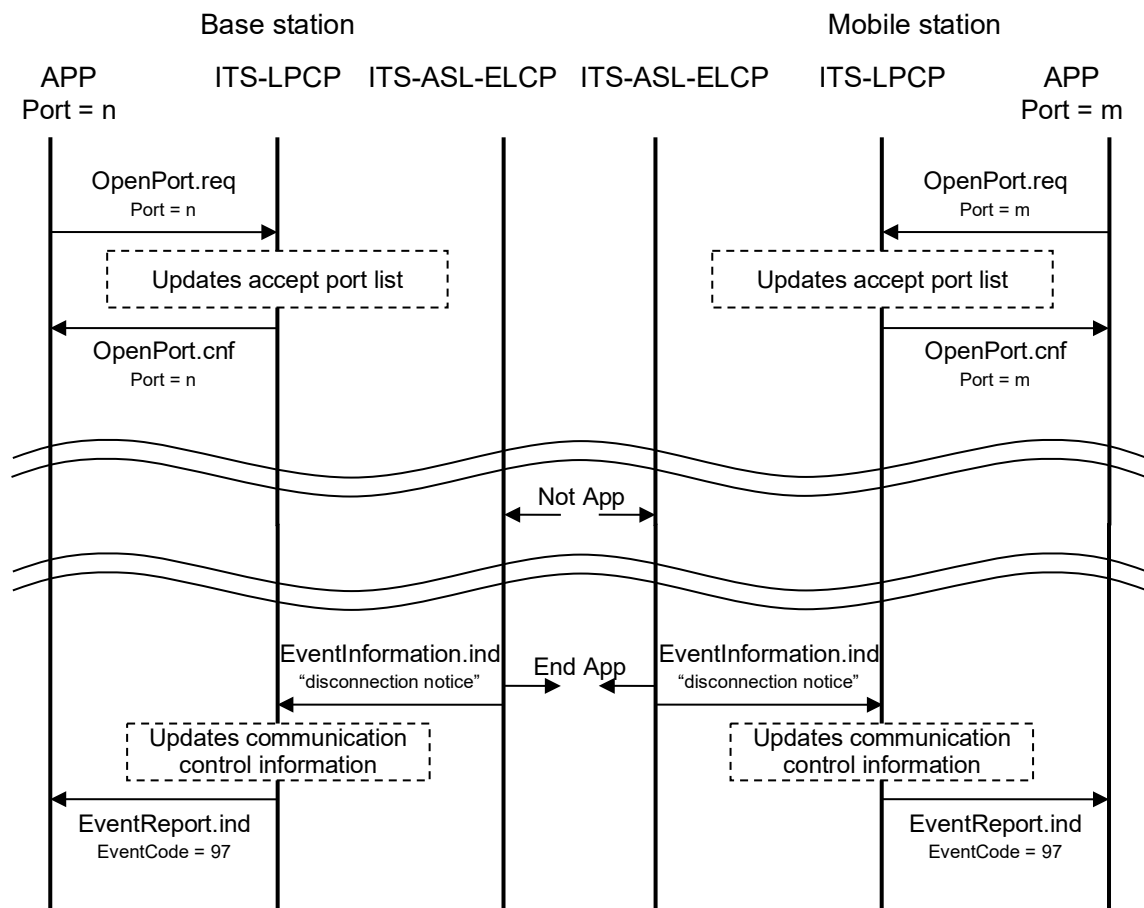 Base station
Mobile station
APP
Port = n
ITS-LPCP
ITS-ASL-ELCP
ITS-ASL-ELCP
ITS-LPCP
APP
Port = m
OpenPort.req
Port = n
OpenPort.req
Port = m
Updates accept port list
Updates accept port list
OpenPort.cnf
Port = n
OpenPort.cnf
Port = m
Not App
EventInformation.ind
“disconnection notice”
End App
EventInformation.ind
“disconnection notice”
Updates communication
control information
Updates communication
control information
EventReport.ind
EventCode = 97
EventReport.ind
EventCode = 97